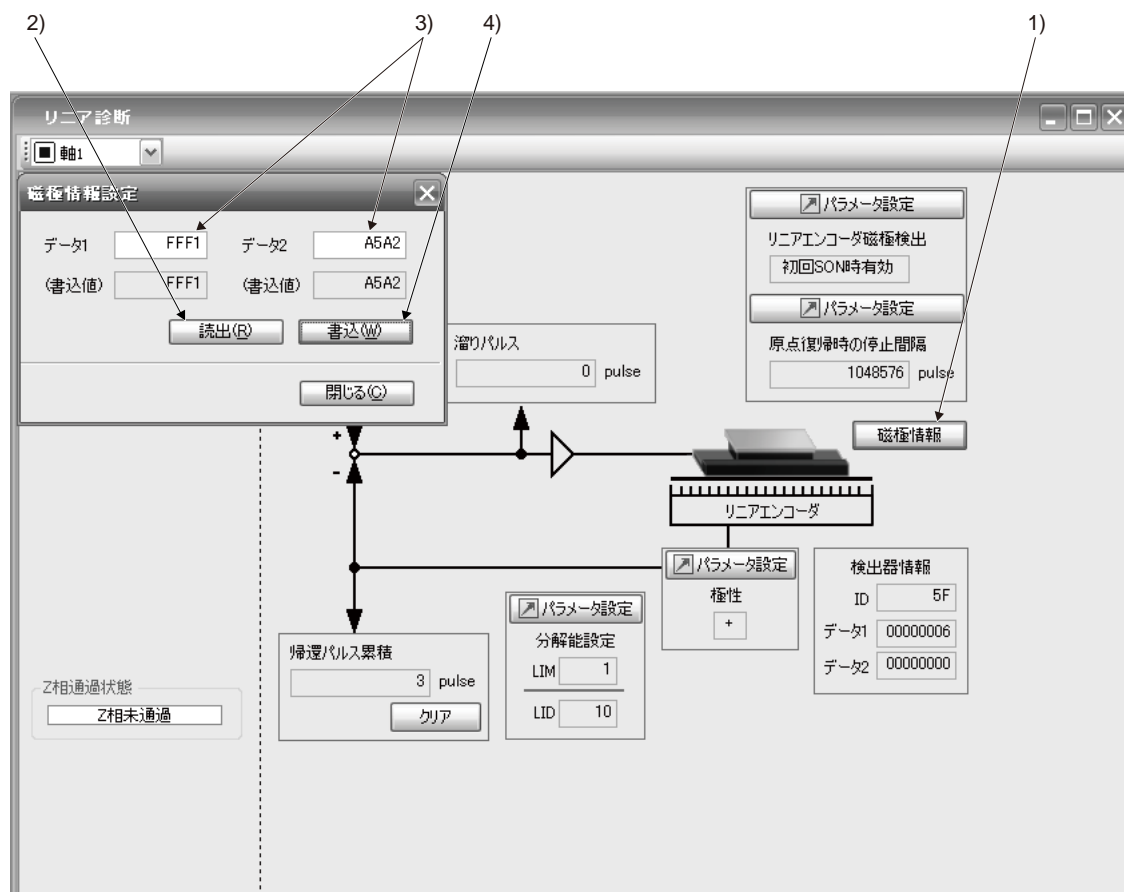 2)
3)
4)
1)
リニア診断
軸1
磁極情報設定
データ1 FFF1 データ2 A5A2
(書込値) FFF1 (書込値) A5A2
読出(R) 書込(W)
閉じる(C)
溜りパルス
0 pulse
パラメータ設定
リニアエンコーダ磁極検出
初回SON時有効
パラメータ設定
原点復帰時の停止間隔
1048576 pulse
磁極情報
+
-
リニアエンコーダ
パラメータ設定
極性
+
検出器情報
ID 5F
データ1 00000006
データ2 00000000
パラメータ設定
分解能設定
LIM 1
LID 10
帰還パルス累積
3 pulse
クリア
Z相通過状態
Z相未通過